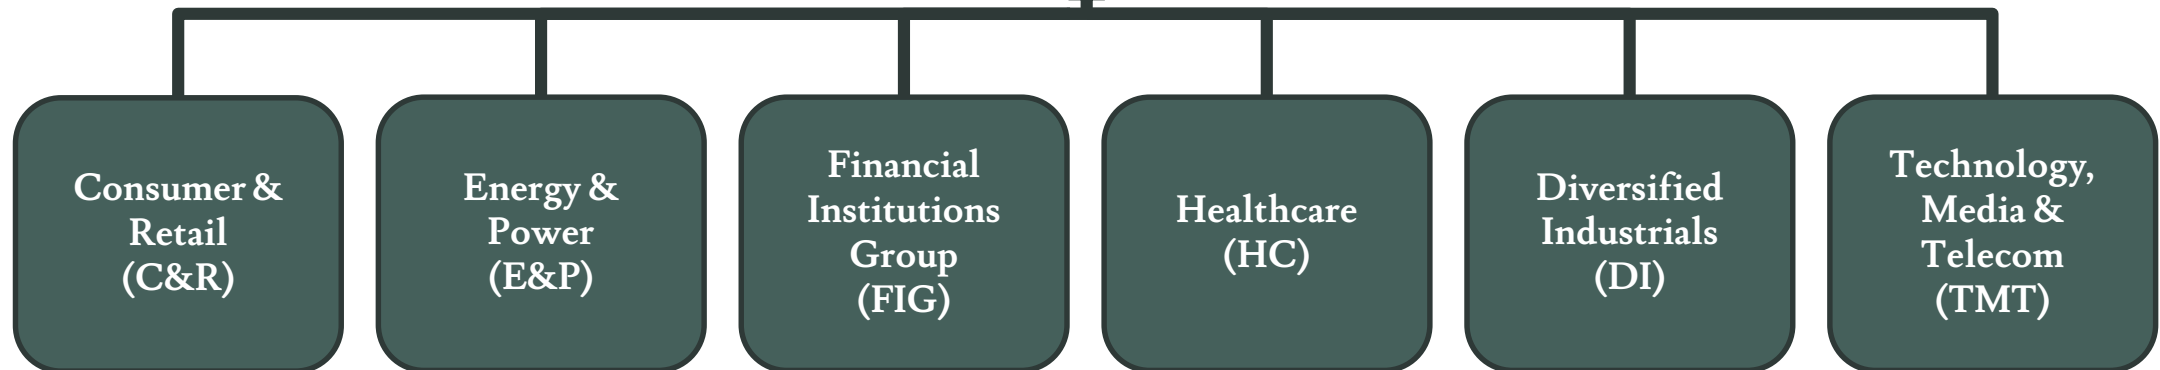 Consumer &
Retail
(C&R)
Energy &
Power
(E&P)
Financial
Institutions
Group
(FIG)
Healthcare
(HC)
Diversified
Industrials
(DI)
Technology,
Media &
Telecom
(TMT)